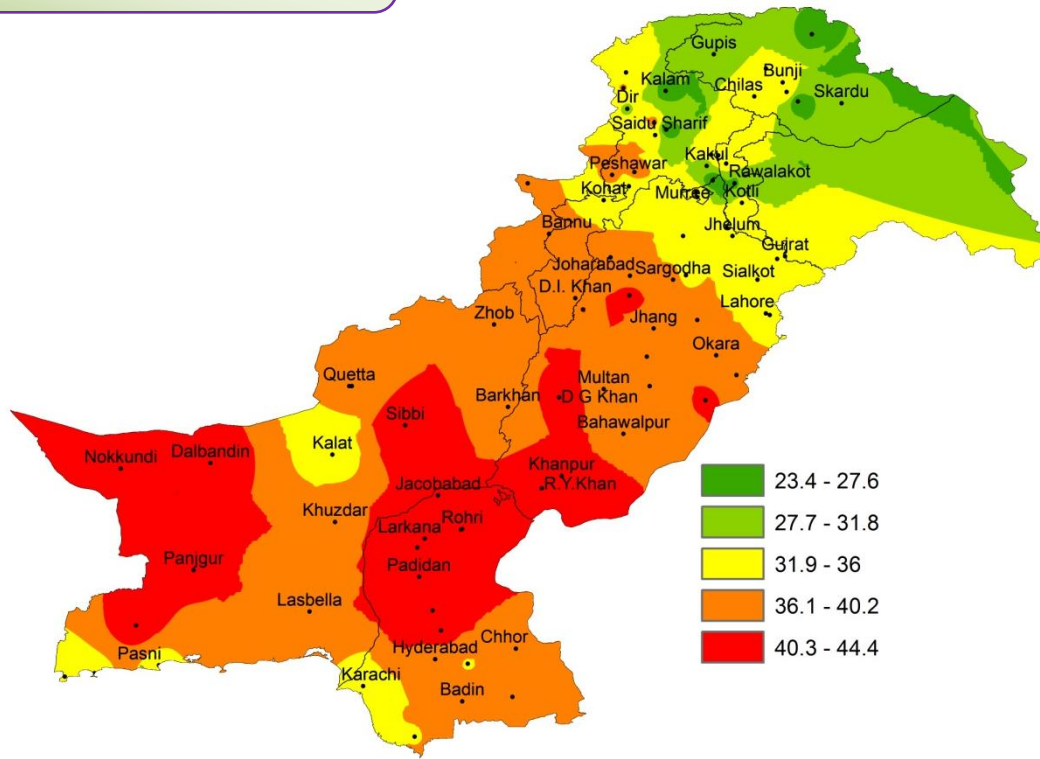 Gupis
Bunji
Kalam
Chilas
Skardu
Dir
Saidu Sharif
Kakul
Peshawar
Rawalakot
Kohat
Murree
Kotli
Bannu
Jhelum
Gujrat
Joharabad
Sargodha
Sialkot
D.I. Khan
Lahore
Zhob
Jhang
Okara
Quetta
Multan
Barkhan
D G Khan
Sibbi
Bahawalpur
Kalat
Nokkundi
Dalbandin
Khanpur
Jacobabad
R.Y.Khan
Khuzdar
Larkana
Rohri
Panjgur
Padidan
Lasbella
Chhor
Pasni
Hyderabad
Karachi
Badin
23.4 - 27.6
27.7 - 31.8
31.9 - 36
36.1 - 40.2
40.3 - 44.4